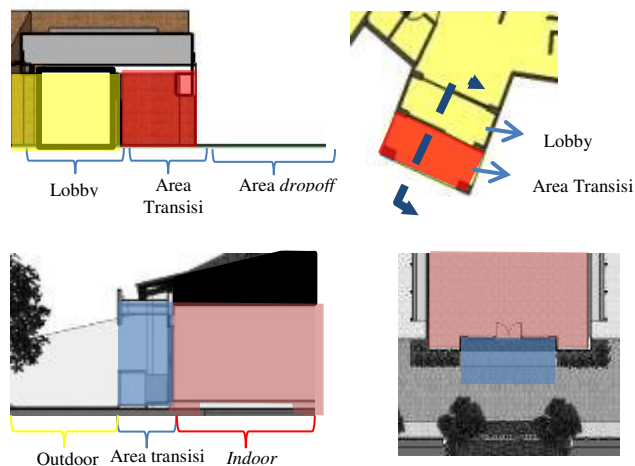 Lobby
Area
Transisi
Area dropoff
Lobby
Area Transisi
Outdoor
Area transisi
Indoor